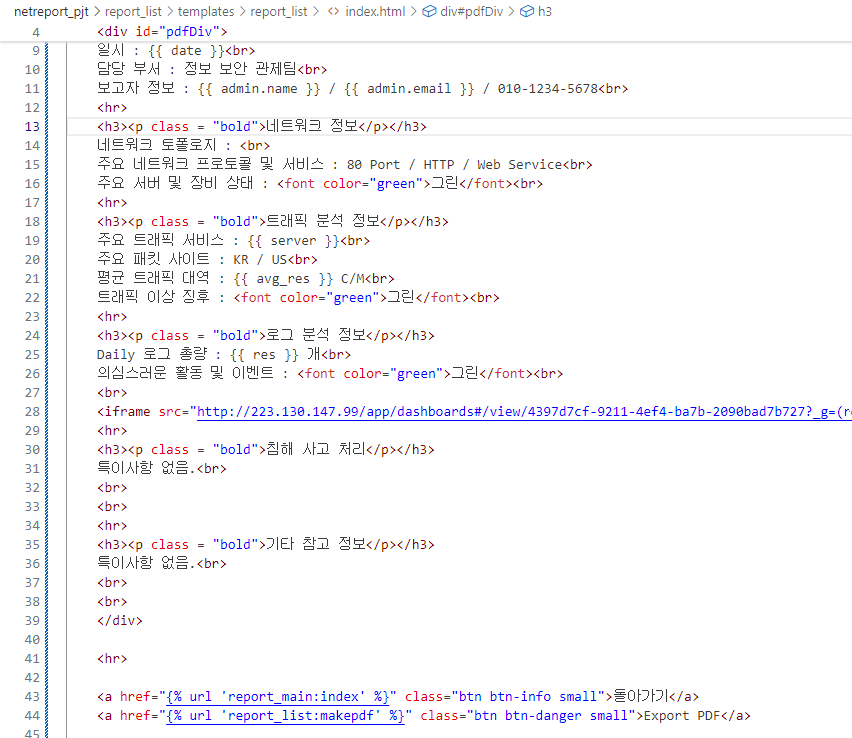 netreport_pjt > report_list > templates > report_list > <> index.html > div#pdfDiv > h3
4 <div id="pdfDiv">
9 일시 : {{ date }}<br>
10 담당 부서 : 정보 보안 관제팀<br>
11 보고자 정보 : {{ admin.name }} / {{ admin.email }} / 010-1234-5678<br>
12 <hr>
13 <h3><p class = "bold">네트워크 정보</p></h3>
14 네트워크 토폴로지 : <br>
15 주요 네트워크 프로토콜 및 서비스 : 80 Port / HTTP / Web Service<br>
16 주요 서버 및 장비 상태 : <font color="green">그린</font><br>
17 <hr>
18 <h3><p class = "bold">트래픽 분석 정보</p></h3>
19 주요 트래픽 서비스 : {{ server }}<br>
20 주요 패킷 사이트 : KR / US<br>
21 평균 트래픽 대역 : {{ avg_res }} C/M<br>
22 트래픽 이상 징후 : <font color="green">그린</font><br>
23 <hr>
24 <h3><p class = "bold">로그 분석 정보</p></h3>
25 Daily 로그 총량 : {{ res }} 개<br>
26 의심스러운 활동 및 이벤트 : <font color="green">그린</font><br>
27 <br>
28 <iframe src="http://223.130.147.99/app/dashboards#/view/4397d7cf-9211-4ef4-ba7b-2090bad7b727?_g=(re
29 <hr>
30 <h3><p class = "bold">침해 사고 처리</p></h3>
31 특이사항 없음.<br>
32 <br>
33 <br>
34 <hr>
35 <h3><p class = "bold">기타 참고 정보</p></h3>
36 특이사항 없음.<br>
37 <br>
38 <br>
39 </div>
40
41 <hr>
42
43 <a href="{% url 'report_main:index' %}" class="btn btn-info small">돌아가기</a>
44 <a href="{% url 'report_list:makepdf' %}" class="btn btn-danger small">Export PDF</a>
45